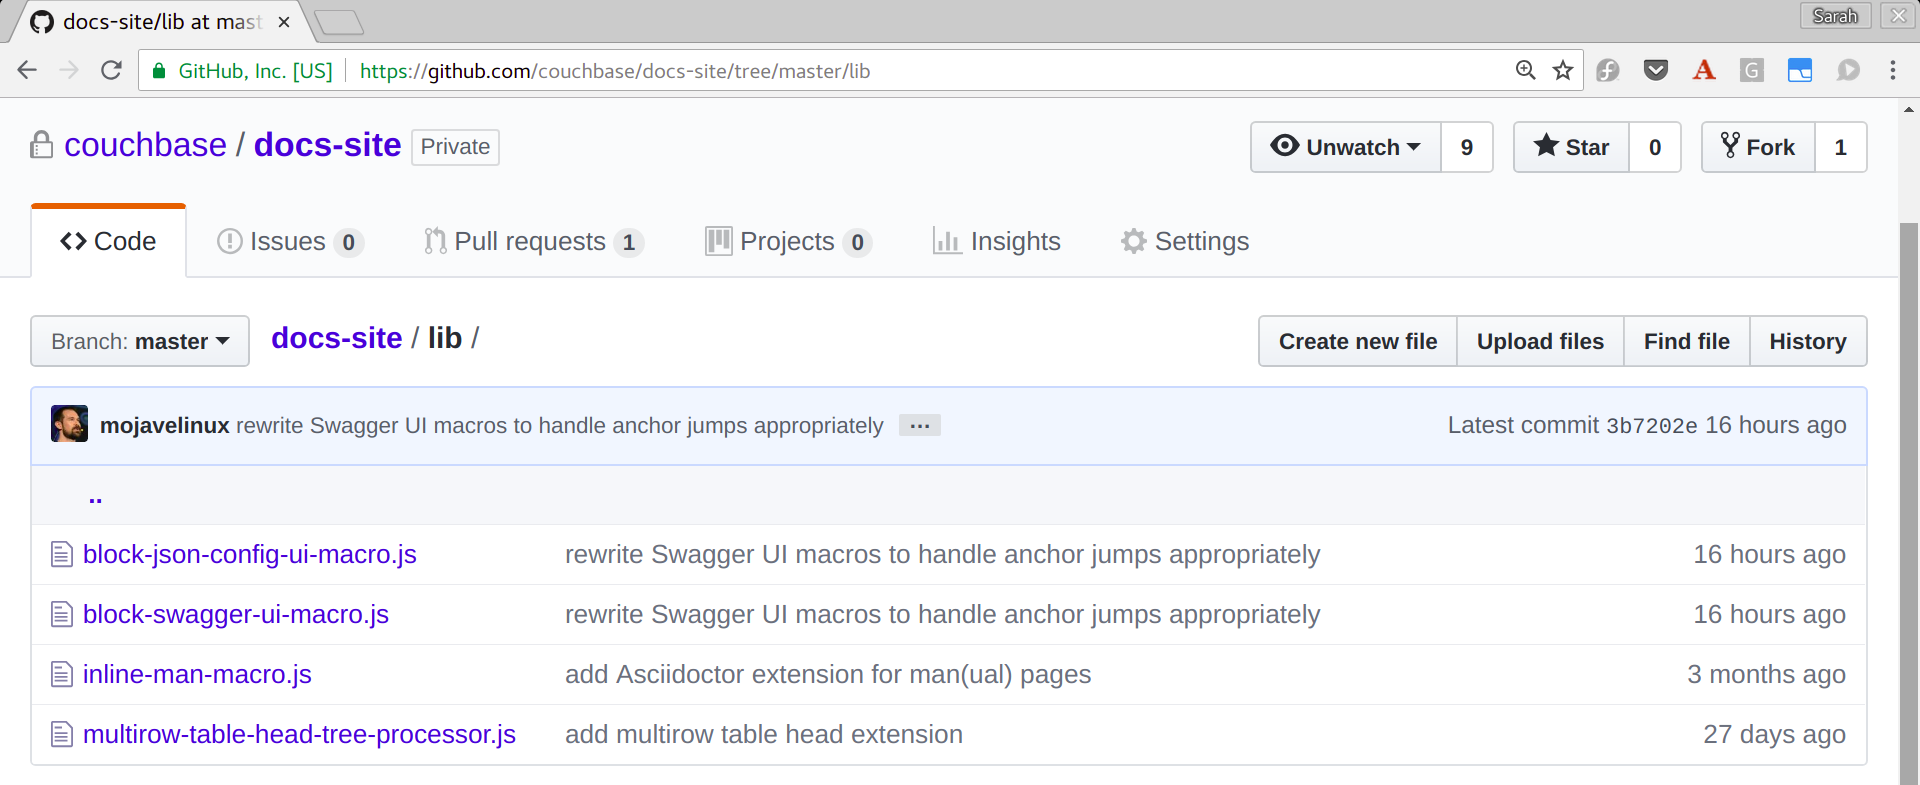 docs-site/lib at mast
Sarah
GitHub, Inc. [US] https://github.com/couchbase/docs-site/tree/master/lib
couchbase / docs-site Private
Unwatch 9 Star 0 Fork 1
Code Issues 0 Pull requests 1 Projects 0 Insights Settings
Branch: master docs-site / lib / Create new file Upload files Find file History
mojavelinux rewrite Swagger UI macros to handle anchor jumps appropriately ... Latest commit 3b7202e 16 hours ago
..
block-json-config-ui-macro.js rewrite Swagger UI macros to handle anchor jumps appropriately 16 hours ago
block-swagger-ui-macro.js rewrite Swagger UI macros to handle anchor jumps appropriately 16 hours ago
inline-man-macro.js add Asciidoctor extension for man(ual) pages 3 months ago
multirow-table-head-tree-processor.js add multirow table head extension 27 days ago